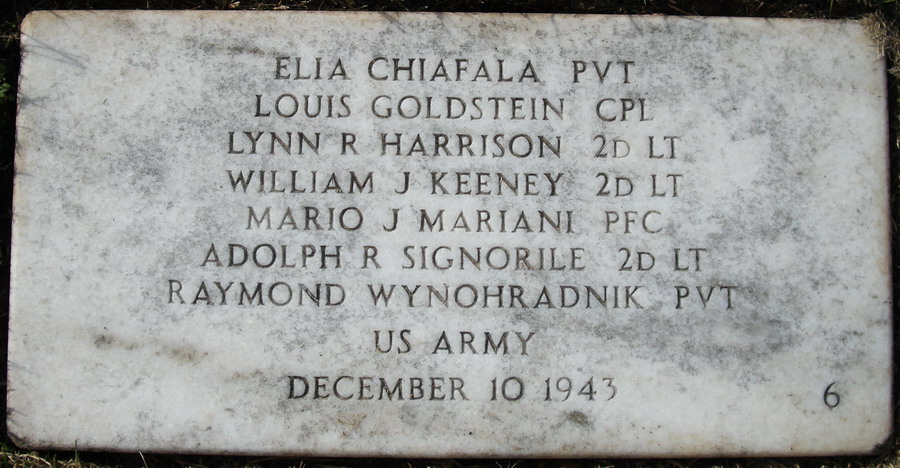 ELIA CHIAFALA PVT
LOUIS GOLDSTEIN CPL
LYNN R HARRISON 2D LT
WILLIAM J KEENEY 2D LT
MARIO J MARIANI PFC
ADOLPH R SIGNORILE 2D LT
RAYMOND WYNOHRADNIK PVT
US ARMY
DECEMBER 10 1943
6